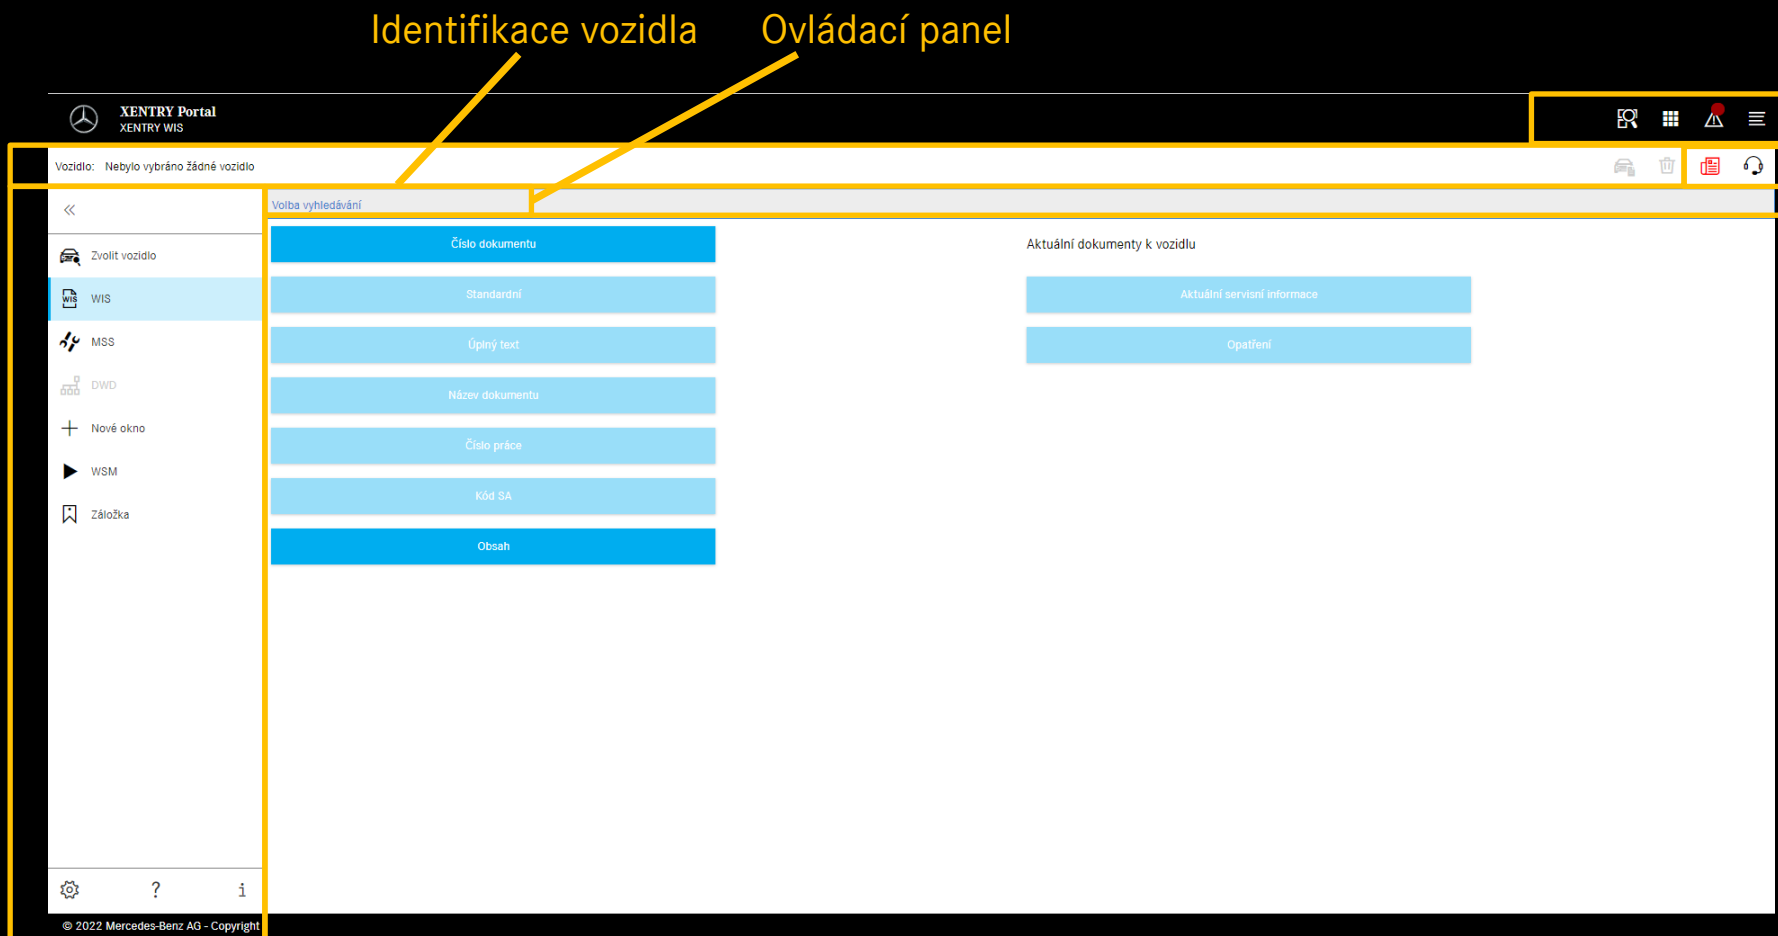 Identifikace vozidla
Ovládací panel
XENTRY Portal
XENTRY WIS
Vozidlo: Nebylo vybráno žádné vozidlo
Volba vyhledávání
Zvolit vozidlo
WIS
WIS
MSS
DWD
Nové okno
WSM
Záložka
Číslo dokumentu
Standardní
Úplný text
Název dokumentu
Číslo práce
Kód SA
Obsah
Aktuální dokumenty k vozidlu
Aktuální servisní informace
Opatření
? i
© 2022 Mercedes-Benz AG - Copyright